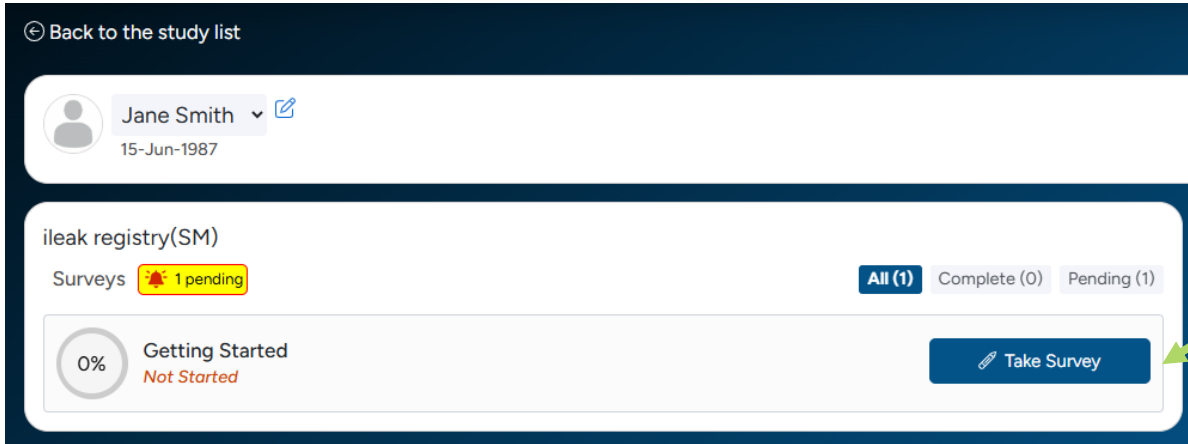 Back to the study list
Jane Smith
15-Jun-1987
ileak registry(SM)
Surveys 1 pending All (1) Complete (0) Pending (1)
0% Getting Started Take Survey
Not Started